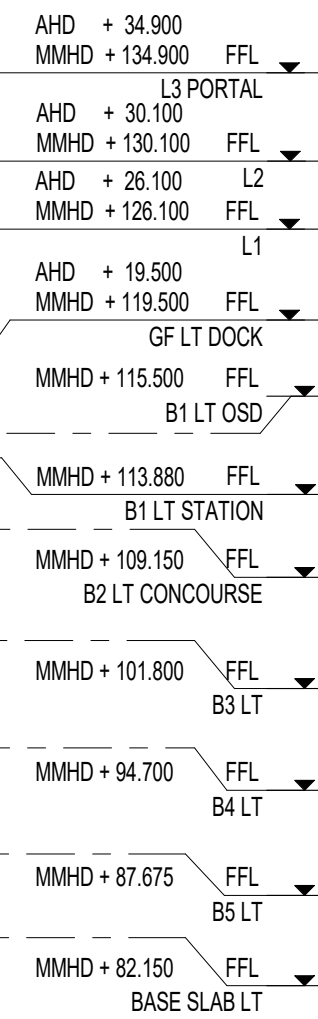 AHD + 34.900
MMHD + 134.900 FFL
L3 PORTAL
AHD + 30.100
MMHD + 130.100 FFL
L2
AHD + 26.100
MMHD + 126.100 FFL
L1
AHD + 19.500
MMHD + 119.500 FFL
GF LT DOCK
MMHD + 115.500 FFL
B1 LT OSD
MMHD + 113.880 FFL
B1 LT STATION
MMHD + 109.150 FFL
B2 LT CONCOURSE
MMHD + 101.800 FFL
B3 LT
MMHD + 94.700 FFL
B4 LT
MMHD + 87.675 FFL
B5 LT
MMHD + 82.150 FFL
BASE SLAB LT